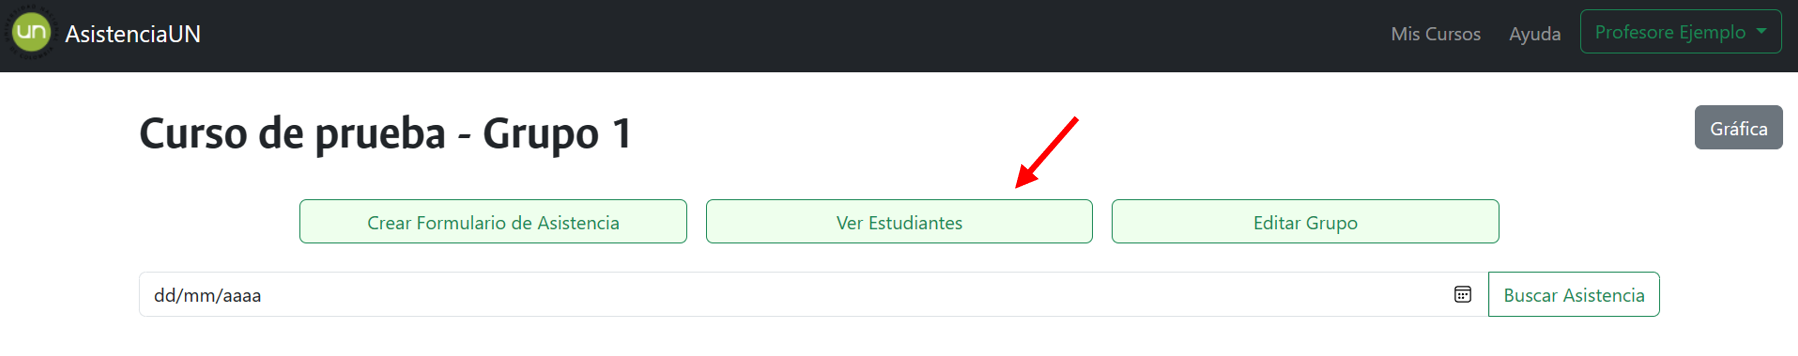 un AsistenciaUN Mis Cursos Ayuda Profesore Ejemplo
Curso de prueba - Grupo 1 Gráfica
Crear Formulario de Asistencia Ver Estudiantes Editar Grupo
dd/mm/aaaa Buscar Asistencia